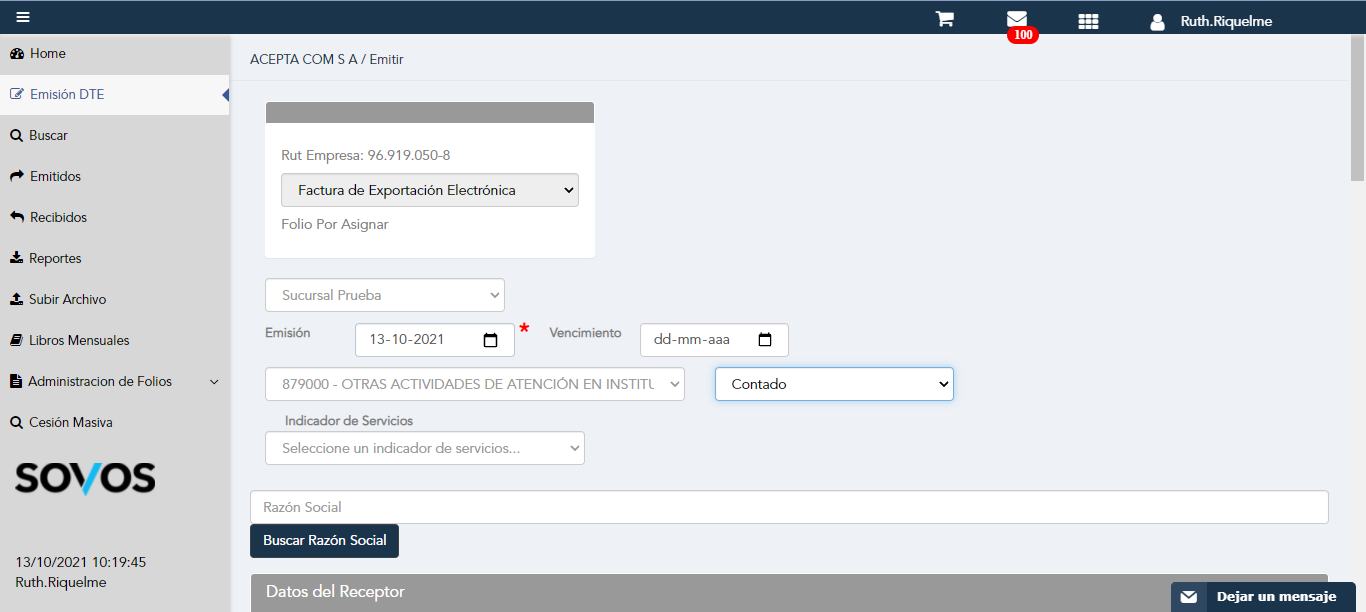 Ruth.Riquelme
100
Home
Emisión DTE
Buscar
Emitidos
Recibidos
Reportes
Subir Archivo
Libros Mensuales
Administracion de Folios
Cesión Masiva
SOVOS
13/10/2021 10:19:45
Ruth.Riquelme
ACEPTA COM S A / Emitir
Rut Empresa: 96.919.050-8
Factura de Exportación Electrónica
Folio Por Asignar
Sucursal Prueba
Emisión 13-10-2021 * Vencimiento dd-mm-aaa
879000 - OTRAS ACTIVIDADES DE ATENCIÓN EN INSTITU Contado
Indicador de Servicios
Seleccione un indicador de servicios...
Razón Social
Buscar Razón Social
Datos del Receptor
Dejar un mensaje